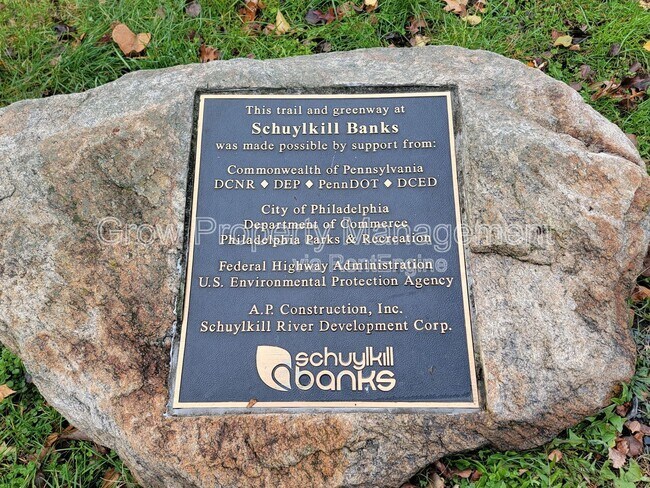 This trail and greenway at
Schuylkill Banks
was made possible by support from:
Commonwealth of Pennsylvania
DCNR ◆ DEP ◆ PennDOT ◆ DCED
City of Philadelphia
Department of Commerce
Philadelphia Parks & Recreation
Grow Property Management
via RentEngine
Federal Highway Administration
U.S. Environmental Protection Agency
A.P. Construction, Inc.
Schuylkill River Development Corp.
schuylkill
banks